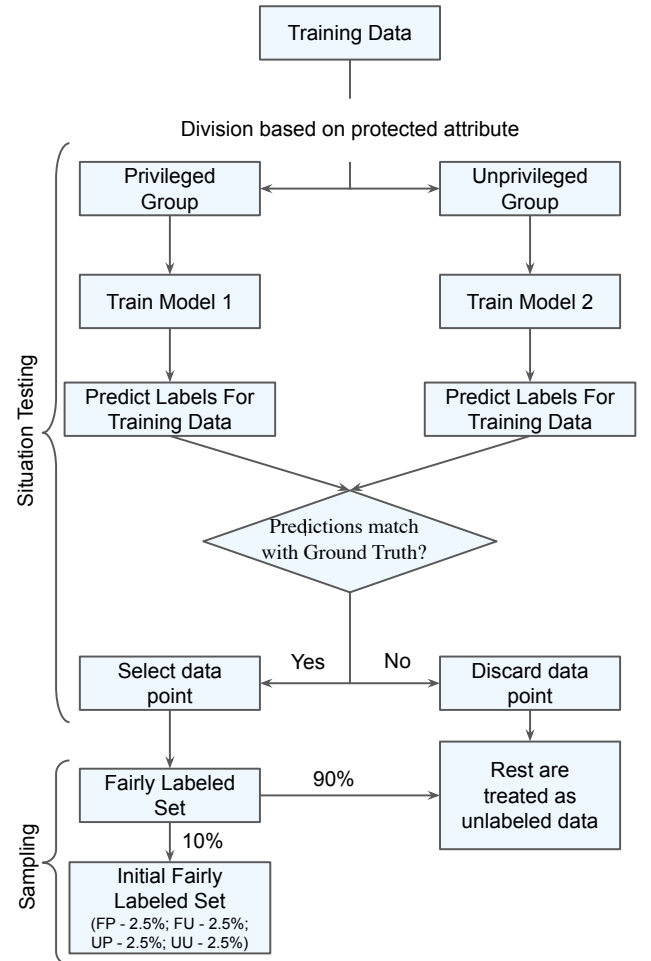 Training Data
Division based on protected attribute
Privileged
Group
Unprivileged
Group
Train Model 1
Train Model 2
Predict Labels For
Training Data
Predict Labels For
Training Data
Situation Testing
Predictions match
with Ground Truth?
Yes
No
Select data
point
Discard data
point
Fairly Labeled
Set
90%
Rest are
treated as
unlabeled data
10%
Sampling
Initial Fairly
Labeled Set
(FP - 2.5%; FU - 2.5%;
UP - 2.5%; UU - 2.5%)